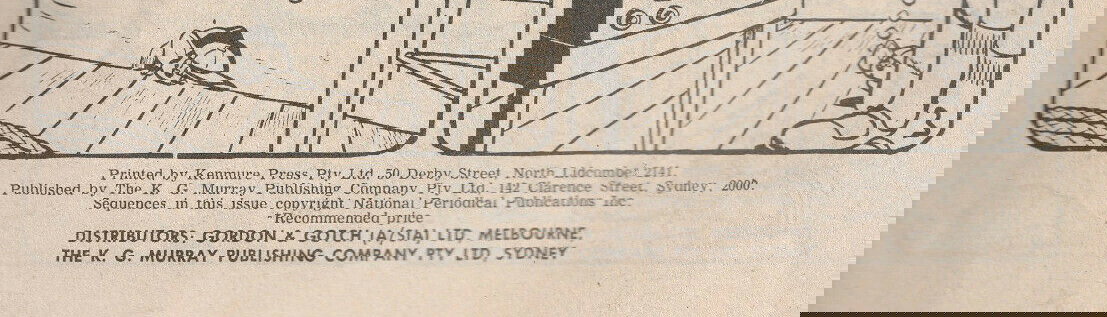 Printed by Kenmure Press Pty. Ltd. 50 Derby Street, North Lidcombe, 2141.
Published by The K. G. Murray Publishing Company Pty. Ltd. 142 Clarence Street, Sydney, 2000.
Sequences in this issue copyright National Periodical Publications Inc.
"Recommended price"
DISTRIBUTORS: GORDON & GOTCH (A/SIA) LTD. MELBOURNE,
THE K. G. MURRAY PUBLISHING COMPANY PTY. LTD. SYDNEY